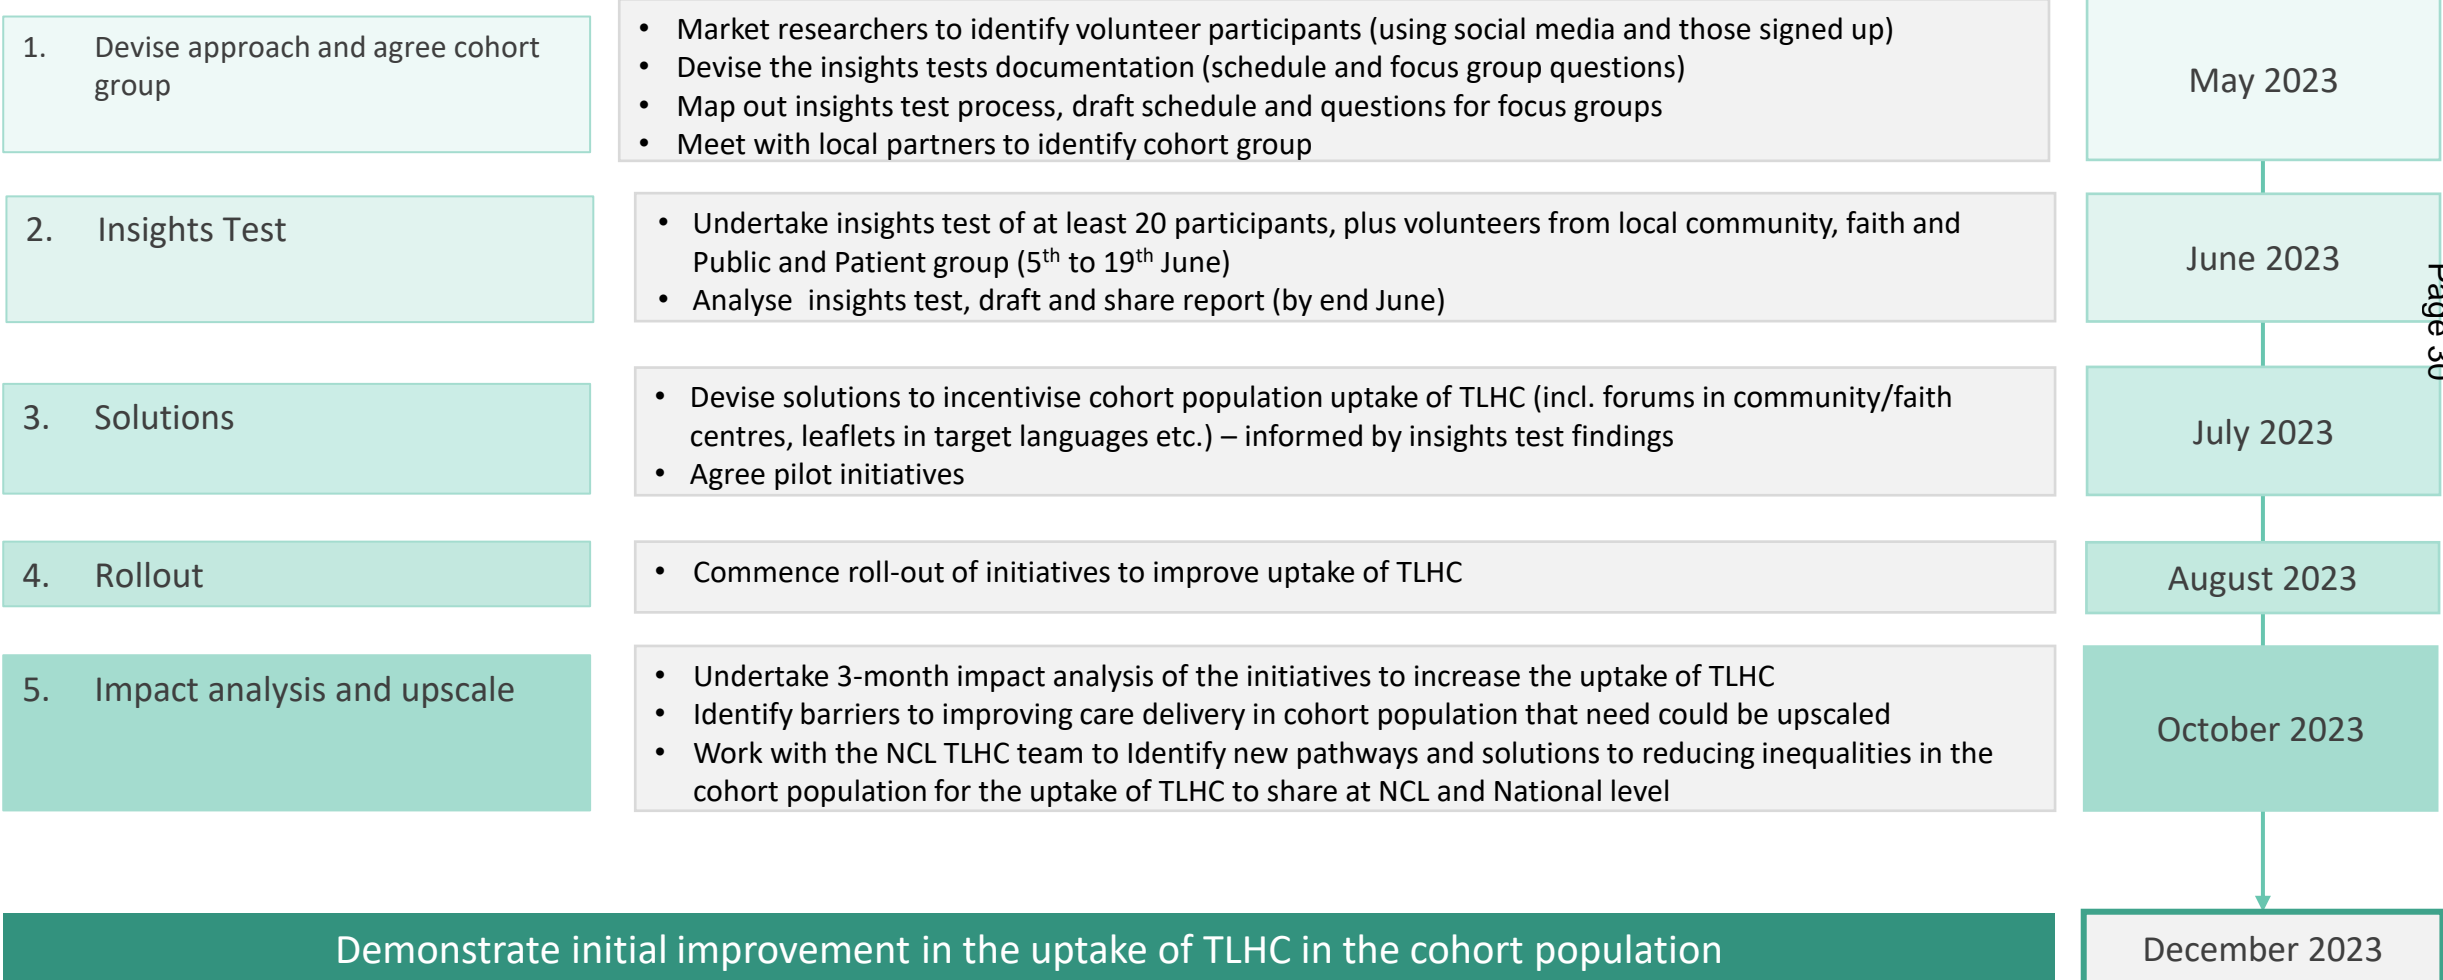 1. Devise approach and agree cohort
group
• Market researchers to identify volunteer participants (using social media and those signed up)
• Devise the insights tests documentation (schedule and focus group questions)
• Map out insights test process, draft schedule and questions for focus groups
• Meet with local partners to identify cohort group
May 2023
2. Insights Test
• Undertake insights test of at least 20 participants, plus volunteers from local community, faith and
Public and Patient group (5th to 19th June)
• Analyse insights test, draft and share report (by end June)
June 2023
Page 30
3. Solutions
• Devise solutions to incentivise cohort population uptake of TLHC (incl. forums in community/faith
centres, leaflets in target languages etc.) – informed by insights test findings
• Agree pilot initiatives
July 2023
4. Rollout
• Commence roll-out of initiatives to improve uptake of TLHC
August 2023
5. Impact analysis and upscale
• Undertake 3-month impact analysis of the initiatives to increase the uptake of TLHC
• Identify barriers to improving care delivery in cohort population that need could be upscaled
• Work with the NCL TLHC team to Identify new pathways and solutions to reducing inequalities in the
cohort population for the uptake of TLHC to share at NCL and National level
October 2023
Demonstrate initial improvement in the uptake of TLHC in the cohort population
December 2023